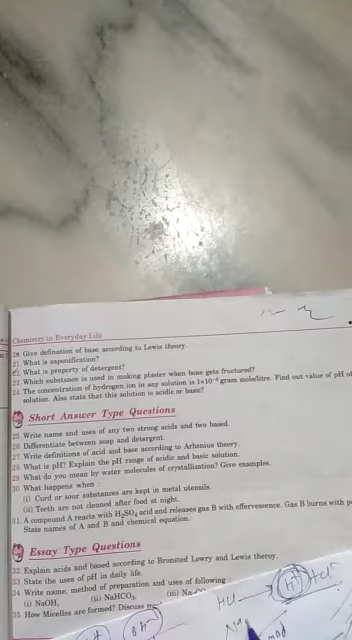 Chemistry in Everyday Life
20 Give defination of base according to Lewis theory.
21 What is saponification?
22 What is property of detergent?
23 Which substance is used in making plaster when bone gets fractured?
24 The concentration of hydrogen ion in any solution is 1×10⁻⁴ gram mole/litre. Find out value of pH of
solution. Also state that this solution is acidic or basic?
Short Answer Type Questions
25 Write name and uses of any two strong acids and two based.
26 Differentiate between soap and detergent.
27 Write definitions of acid and base according to Arhenius theory.
28 What is pH? Explain the pH range of acidic and basic solution.
29 What do you mean by water molecules of crystallization? Give examples.
30 What happens when :
(i) Curd or sour substances are kept in metal utensils.
(ii) Teeth are not cleaned after food at night.
31 A compound A reacts with H₂SO₄ acid and releases gas B with effervescence. Gas B burns with
State names of A and B and chemical equation.
Essay Type Questions
32 Explain acids and based according to Bronsted Lowry and Lewis theroy.
33 State the uses of pH in daily life.
34 Write name, method of preparation and uses of following :
(i) NaOH, (ii) NaHCO₃, (iii)
35 How Micelles are formed? Discuss
H⁺